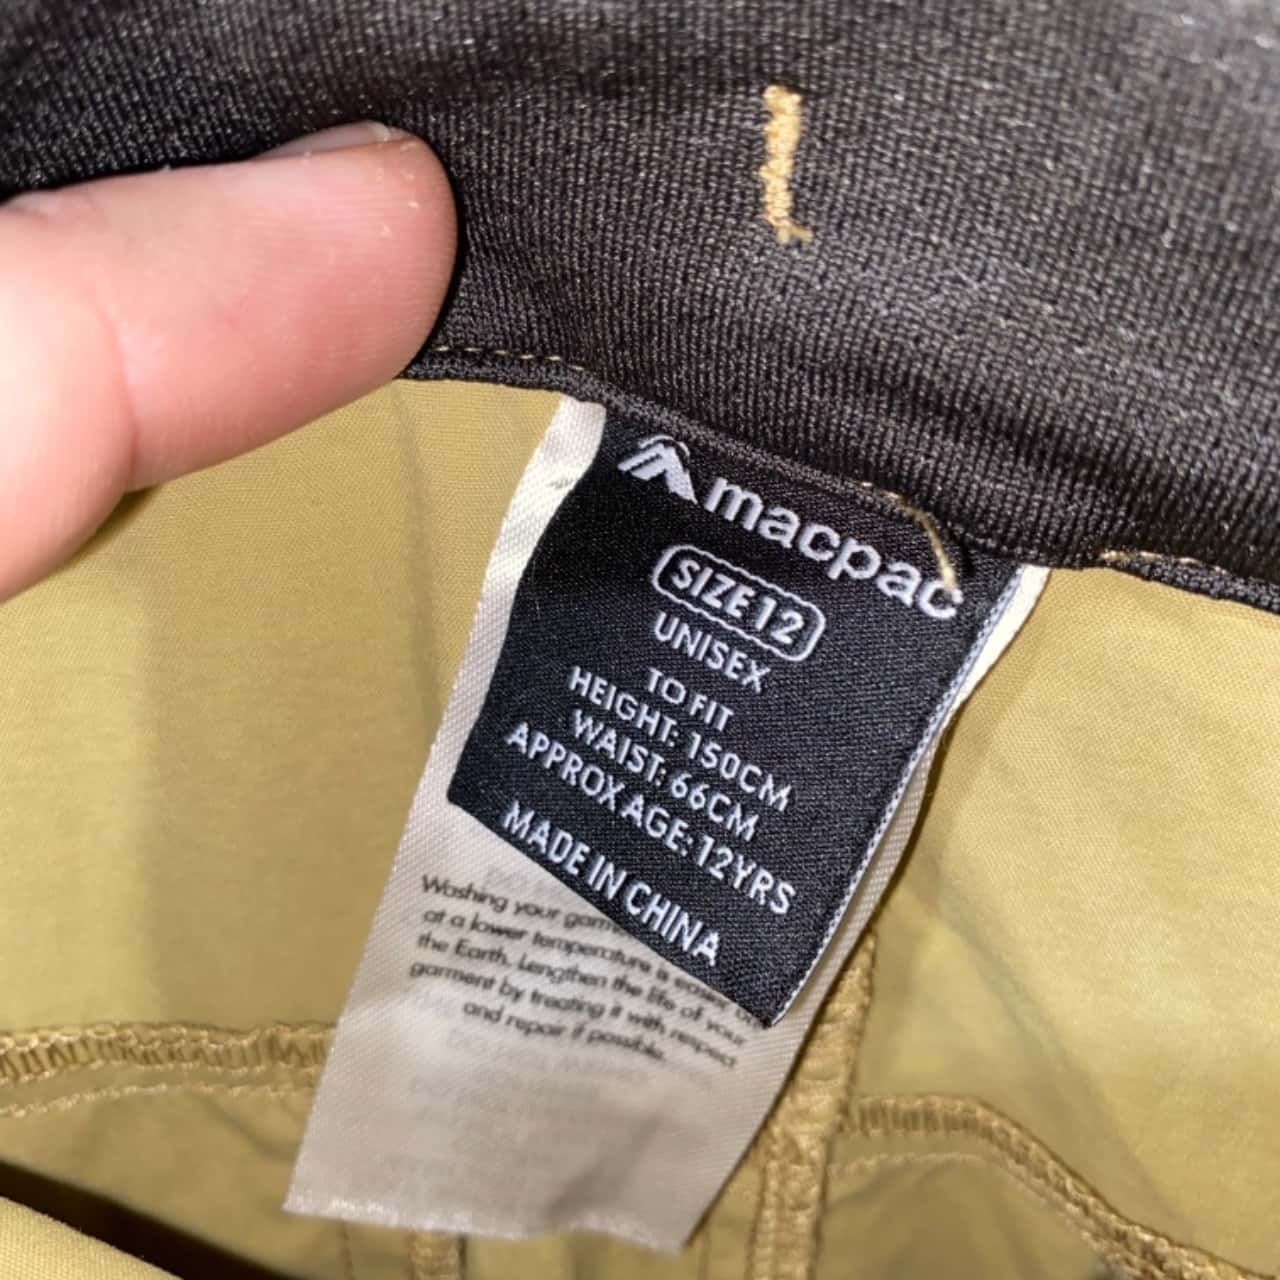 macpac
SIZE 12
UNISEX
TO FIT
HEIGHT: 150CM
WAIST: 66CM
APPROX AGE: 12YRS
MADE IN CHINA
Washing your
at a lower temperature is easier
the Earth. Lengthen the life of your
garment by treating it with respect
and repair if possible.